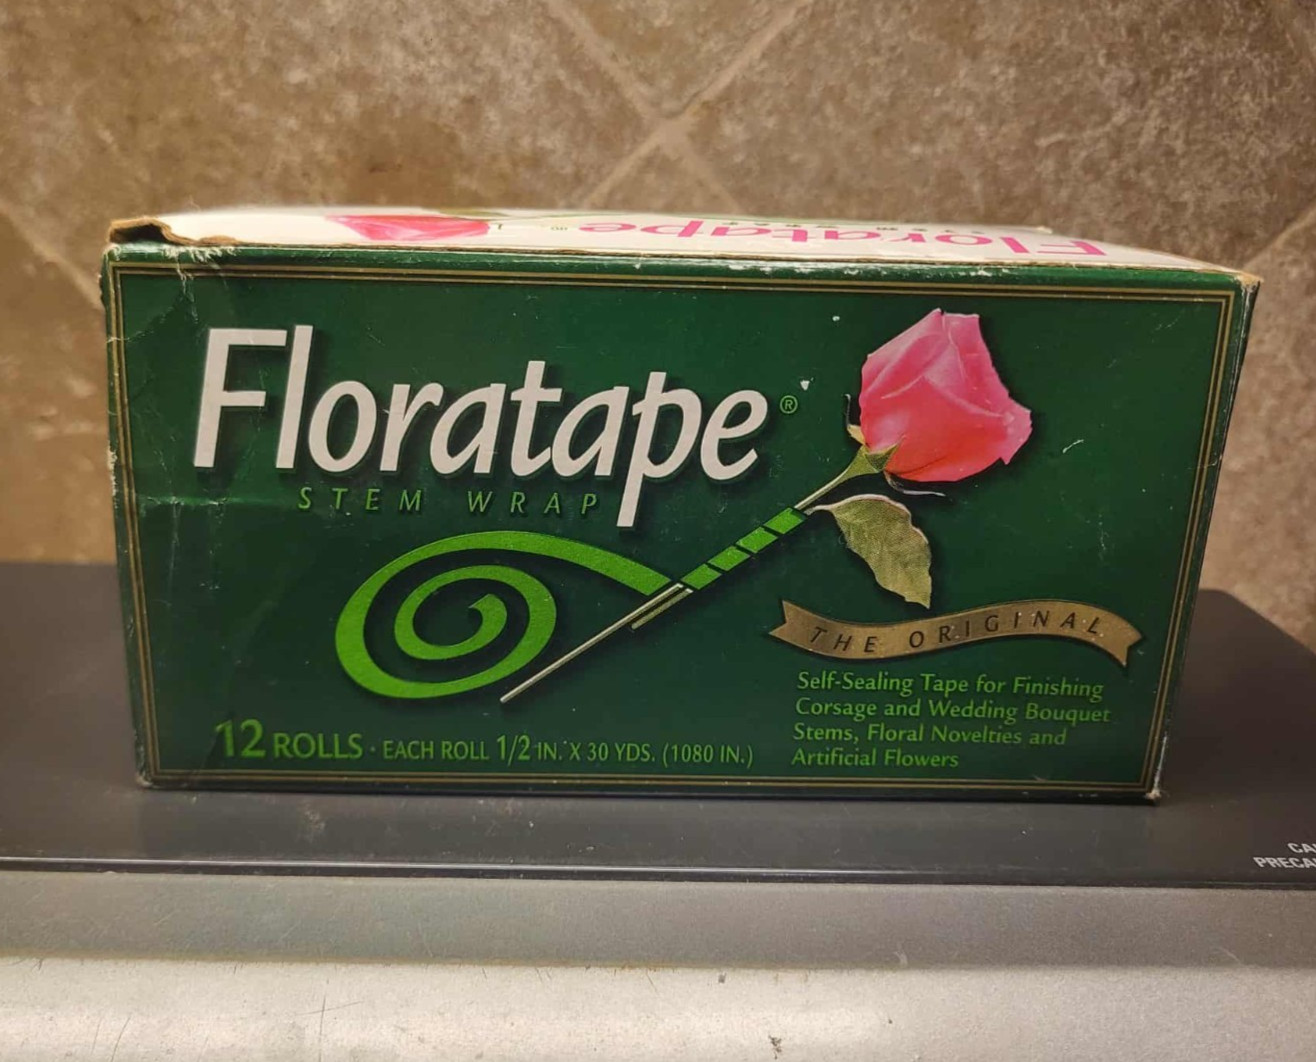 Floratape
Floratape®
STEM WRAP
THE ORIGINAL
Self-Sealing Tape for Finishing
Corsage and Wedding Bouquet
Stems, Floral Novelties and
Artificial Flowers
12 ROLLS · EACH ROLL 1/2 IN. X 30 YDS. (1080 IN.)